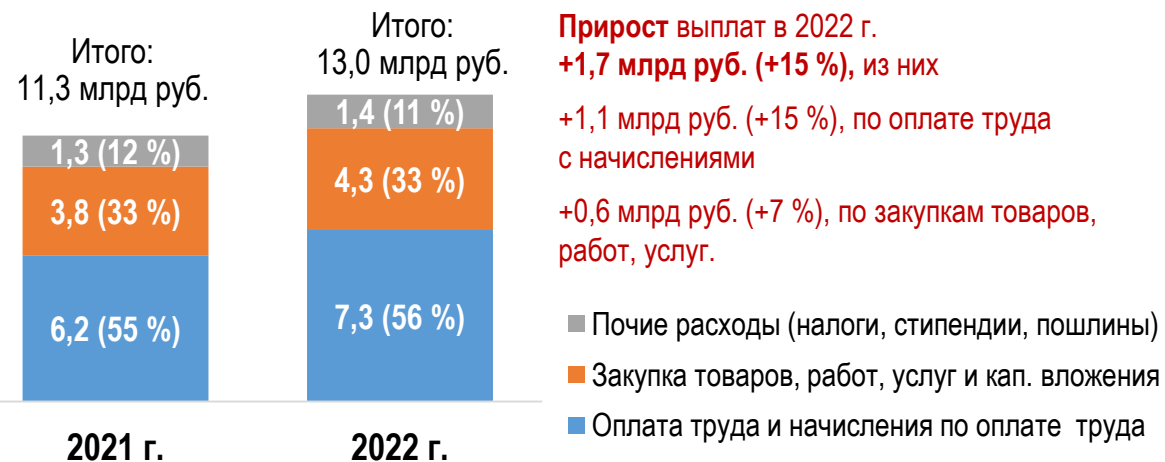 Итого:
11,3 млрд руб.
Итого:
13,0 млрд руб.
1,3 (12 %)
3,8 (33 %)
6,2 (55 %)
1,4 (11 %)
4,3 (33 %)
7,3 (56 %)
2021 г.
2022 г.
Прирост выплат в 2022 г.
+1,7 млрд руб. (+15 %), из них
+1,1 млрд руб. (+15 %), по оплате труда
с начислениями
+0,6 млрд руб. (+7 %), по закупкам товаров,
работ, услуг.
Почие расходы (налоги, стипендии, пошлины)
Закупка товаров, работ, услуг и кап. вложения
Оплата труда и начисления по оплате труда